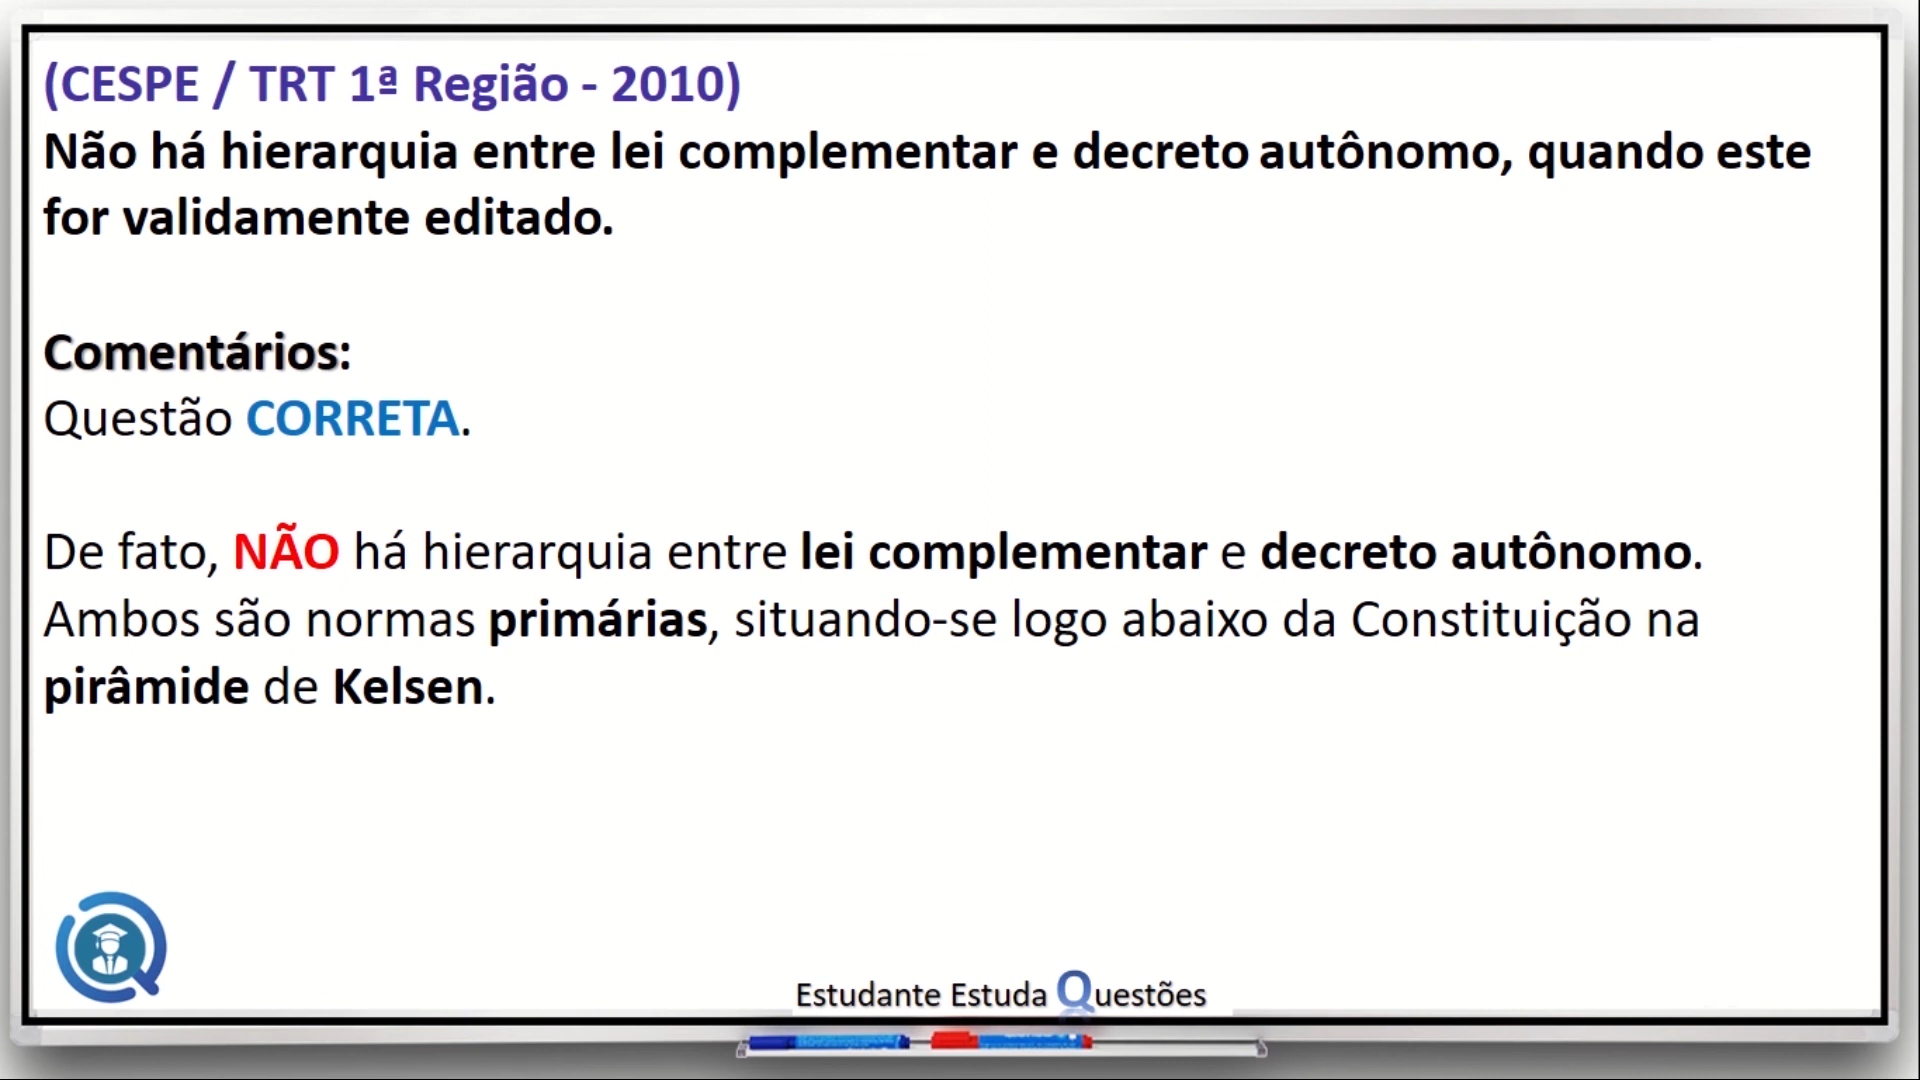 (CESPE / TRT 1ª Região - 2010)
Não há hierarquia entre lei complementar e decreto autônomo, quando este
for validamente editado.
Comentários:
Questão CORRETA.
De fato, NÃO há hierarquia entre lei complementar e decreto autônomo.
Ambos são normas primárias, situando-se logo abaixo da Constituição na
pirâmide de Kelsen.
Estudante Estuda Questões